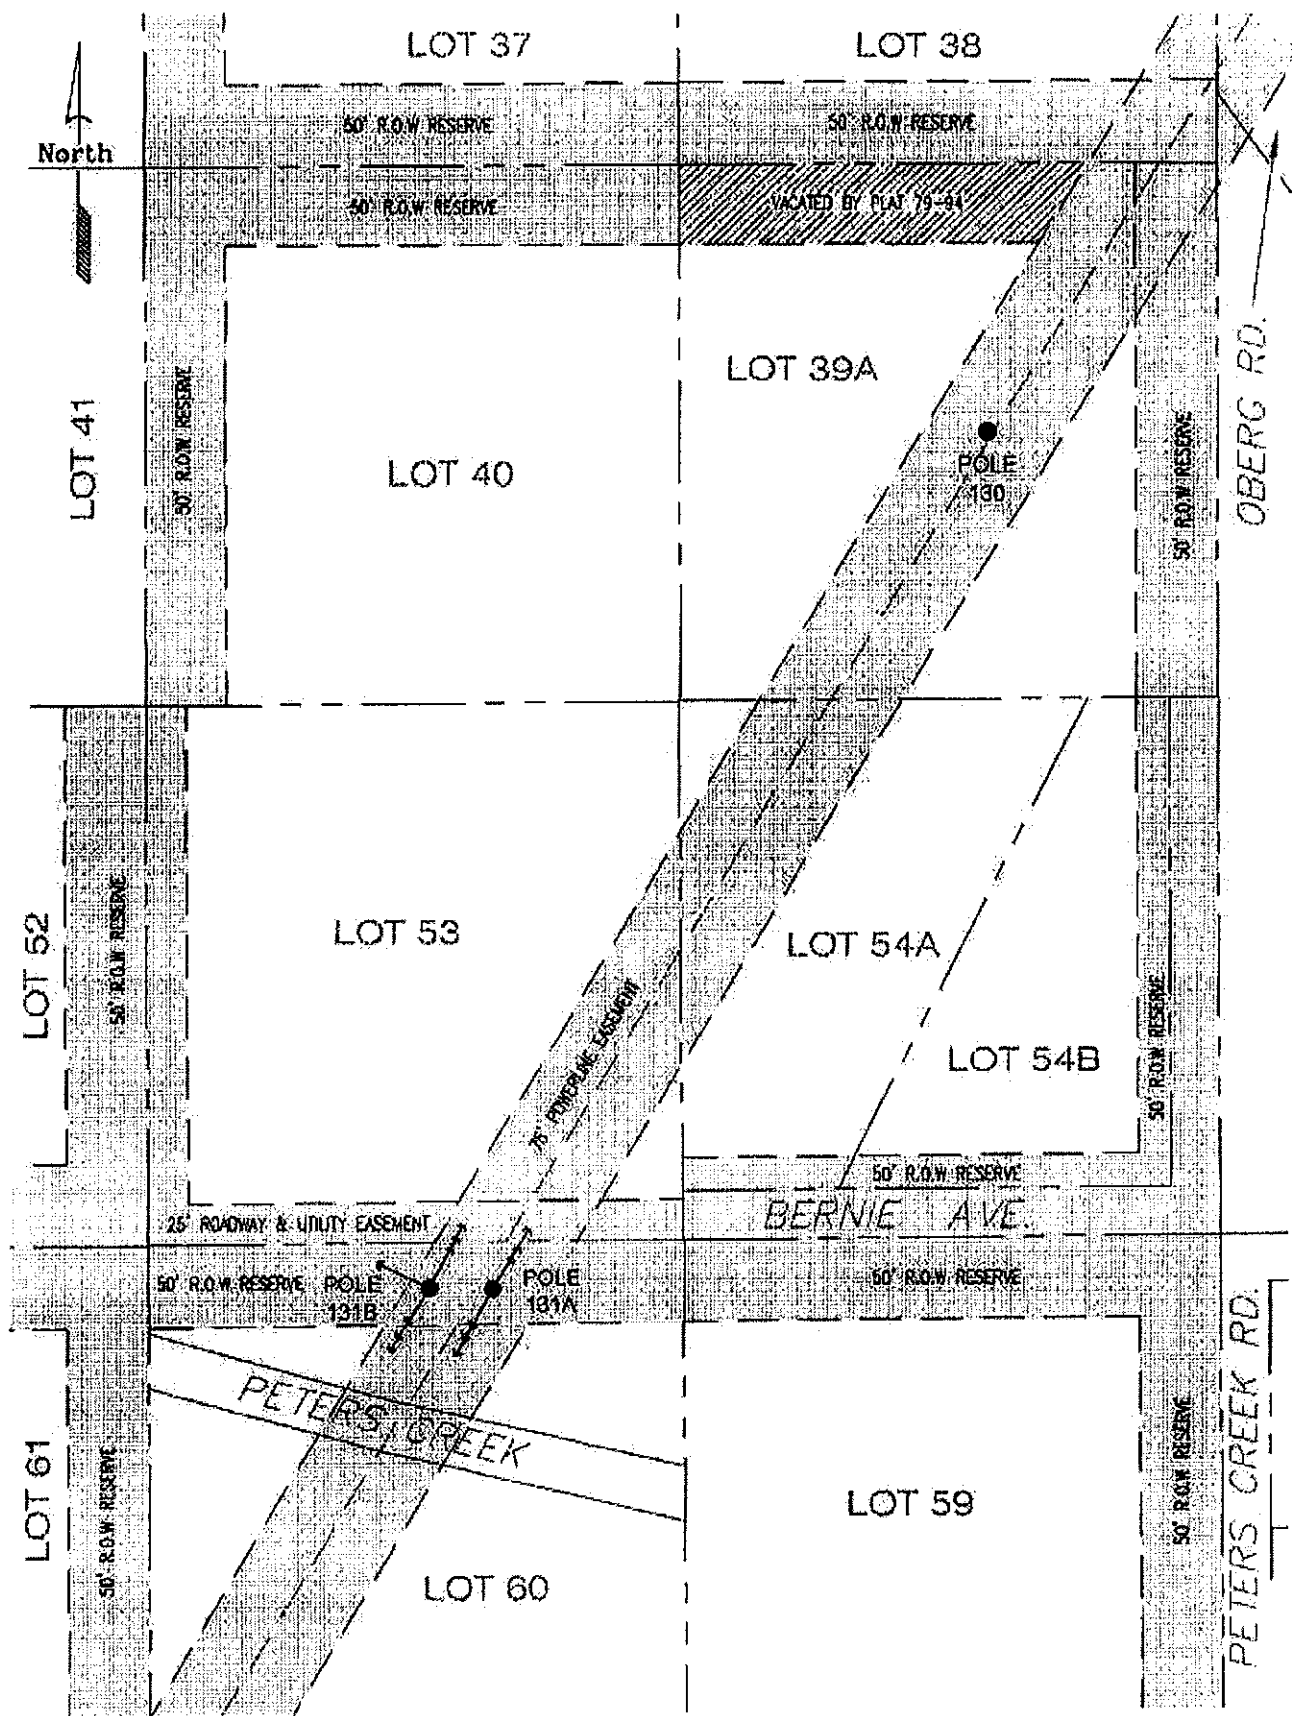 LOT 37
LOT 38
50' R.O.W RESERVE
50' R.O.W RESERVE
North
50' R.O.W RESERVE
VACATED BY PLAT 79-94
LOT 39A
OBERG RD.
LOT 41
50' R.O.W RESERVE
LOT 40
POLE
130
50' R.O.W RESERVE
LOT 52
50' R.O.W RESERVE
LOT 53
LOT 54A
75' POWERLINE EASEMENT
LOT 54B
50' R.O.W RESERVE
50' R.O.W RESERVE
BERNIE AVE.
25' ROADWAY & UTILITY EASEMENT
50' R.O.W RESERVE
POLE
131B
POLE
131A
50' R.O.W RESERVE
PETERS CREEK
PETERS CREEK RD.
LOT 61
50' R.O.W RESERVE
LOT 59
50' R.O.W RESERVE
LOT 60